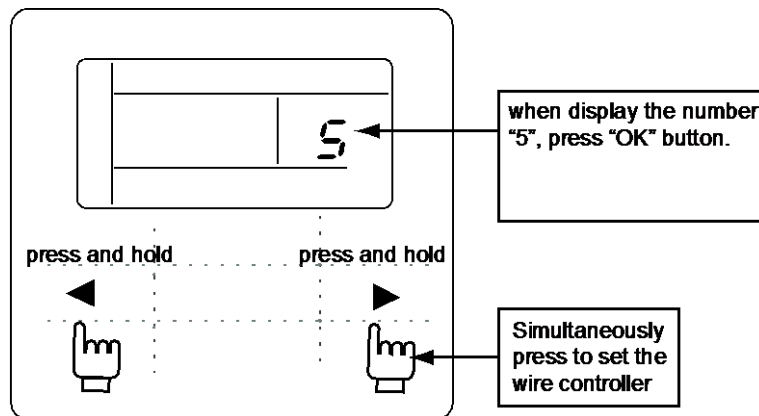 5
when display the number
“5”, press “OK” button.
press and hold
press and hold
Simultaneously
press to set the
wire controller